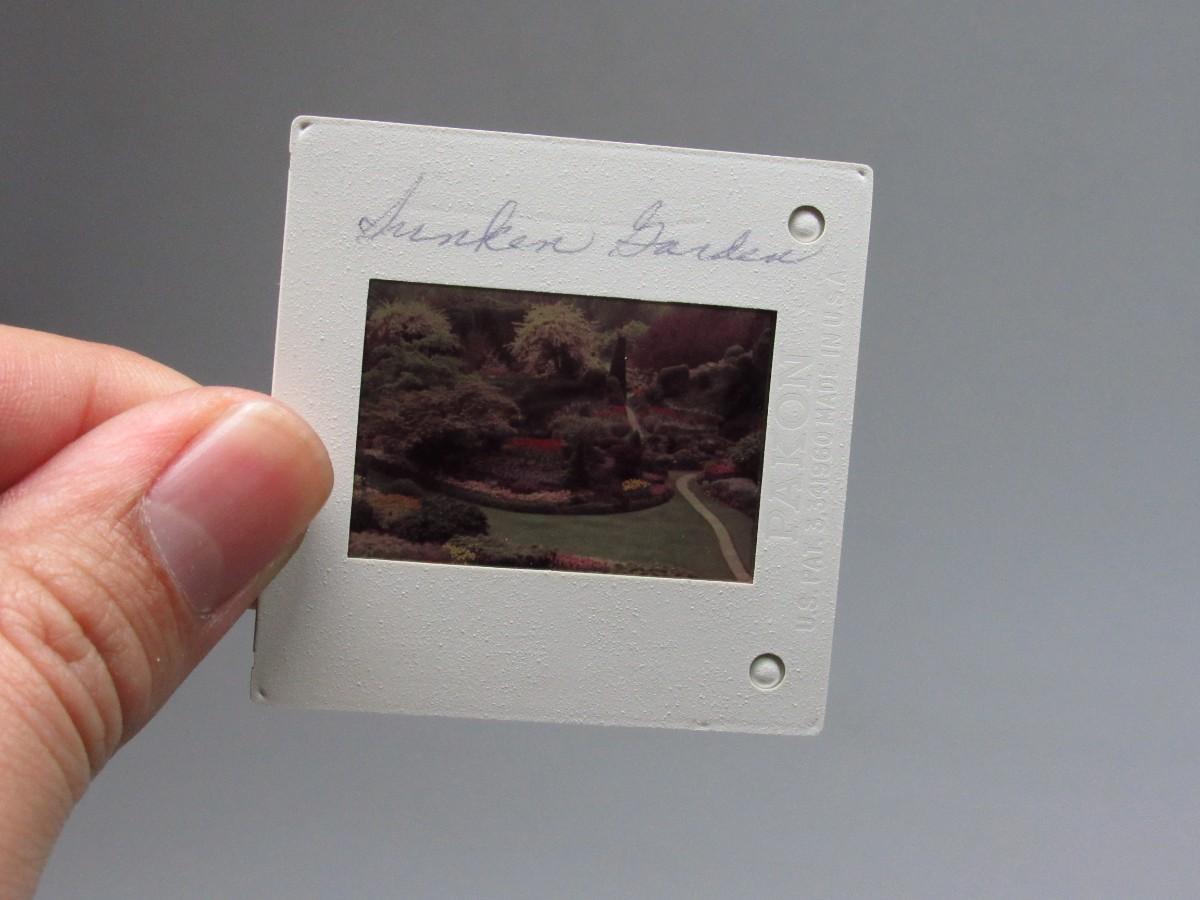 Sunken Garden
PAKON
U.S. PAT. 3,341,960 MADE IN U.S.A.